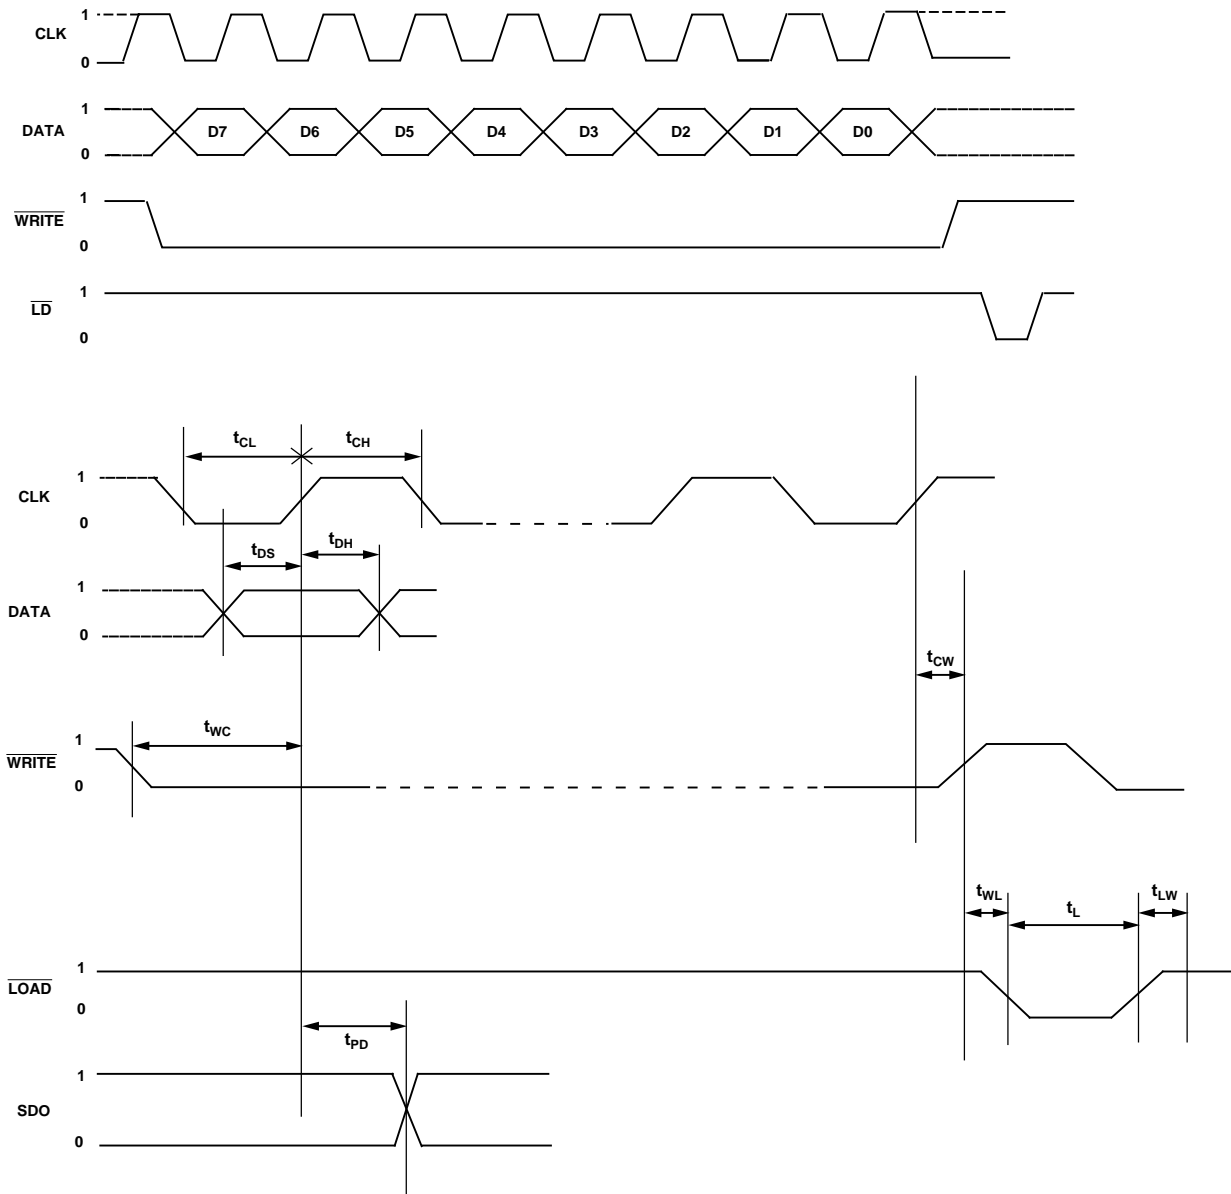 1
CLK
0
1
DATA
D7 D6 D5 D4 D3 D2 D1 D0
0
1
WRITE
0
1
LD
0
tCL tCH
1
CLK
0
tDS tDH
1
DATA
0
tCW
tWC
1
WRITE
0
tWL tL tLW
1
LOAD
0
tPD
1
SDO
0